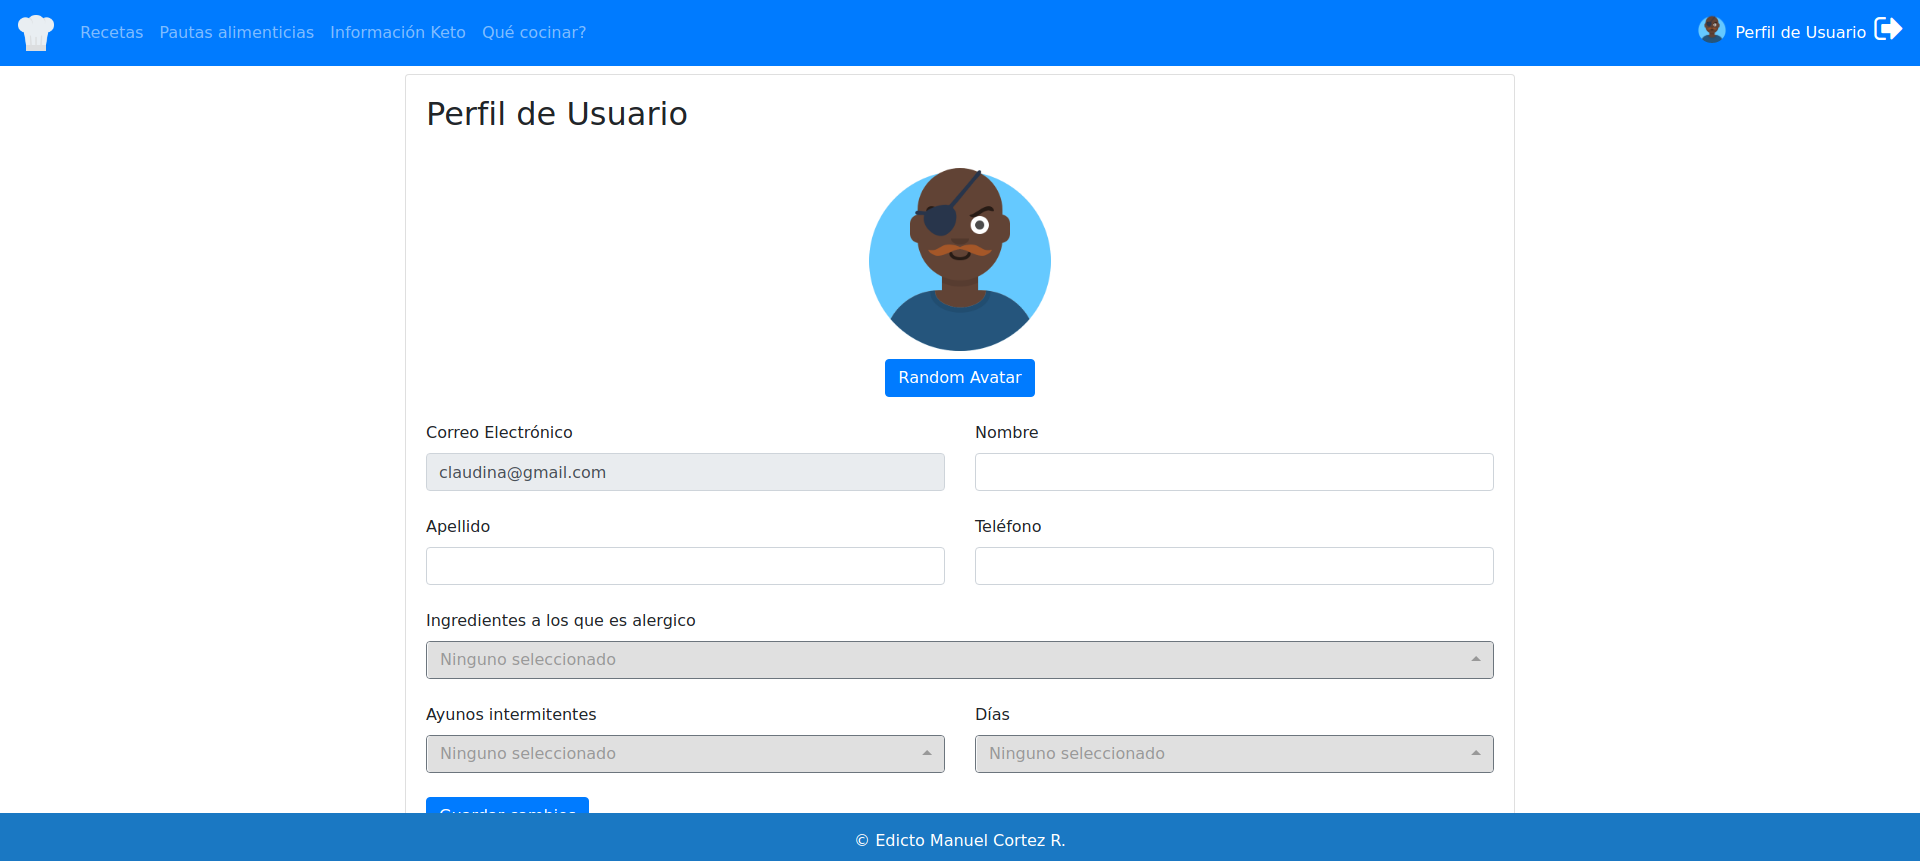 Recetas Pautas alimenticias Información Keto Qué cocinar? Perfil de Usuario
Perfil de Usuario
Random Avatar
Correo Electrónico Nombre
claudina@gmail.com
Apellido Teléfono
Ingredientes a los que es alergico
Ninguno seleccionado
Ayunos intermitentes Días
Ninguno seleccionado Ninguno seleccionado
Guardar cambios
© Edicto Manuel Cortez R.